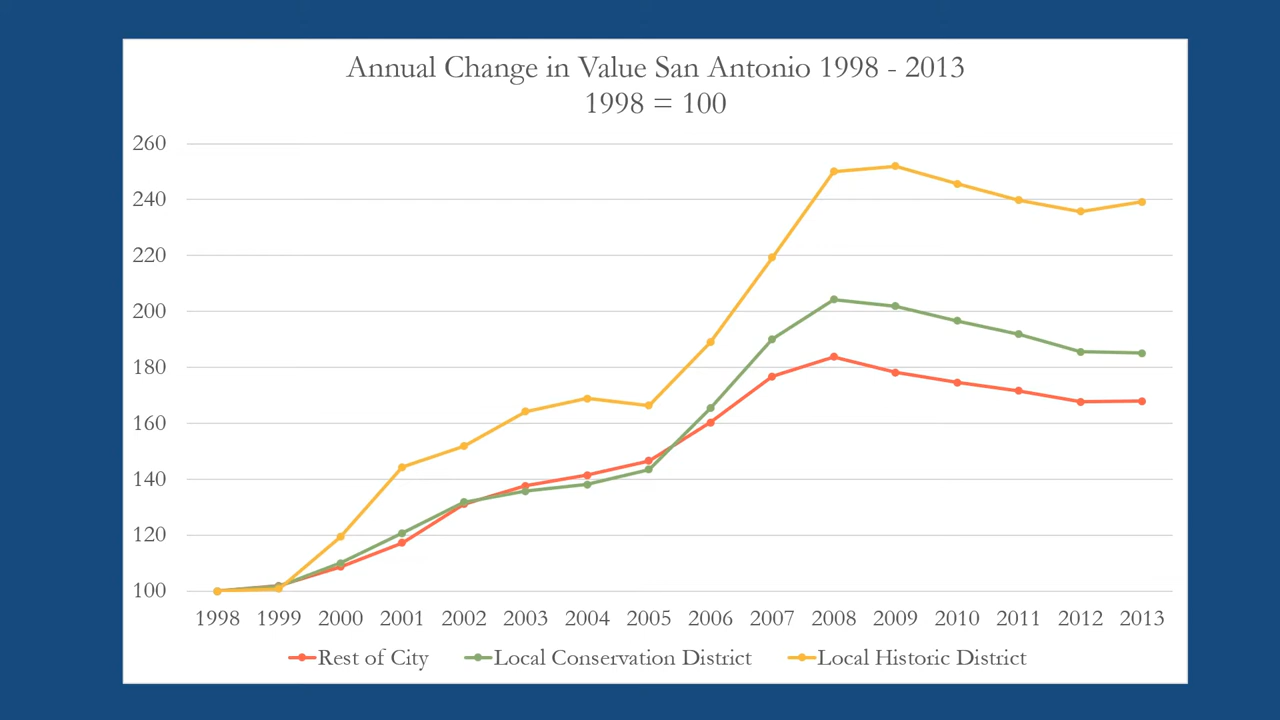 Annual Change in Value San Antonio 1998 - 2013
1998 = 100
260
240
220
200
180
160
140
120
100
1998 1999 2000 2001 2002 2003 2004 2005 2006 2007 2008 2009 2010 2011 2012 2013
Rest of City Local Conservation District Local Historic District